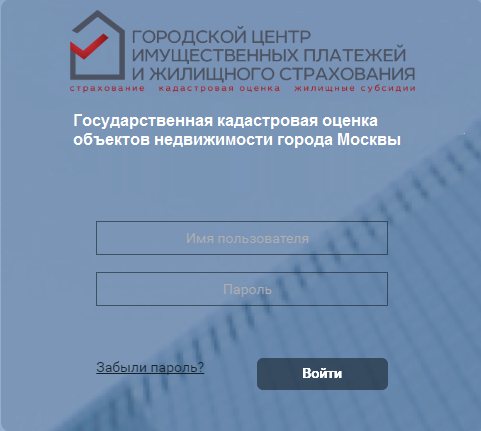 ГОРОДСКОЙ ЦЕНТР
ИМУЩЕСТВЕННЫХ ПЛАТЕЖЕЙ
И ЖИЛИЩНОГО СТРАХОВАНИЯ
страхование кадастровая оценка жилищные субсидии
Государственная кадастровая оценка
объектов недвижимости города Москвы
Имя пользователя
Пароль
Забыли пароль?
Войти